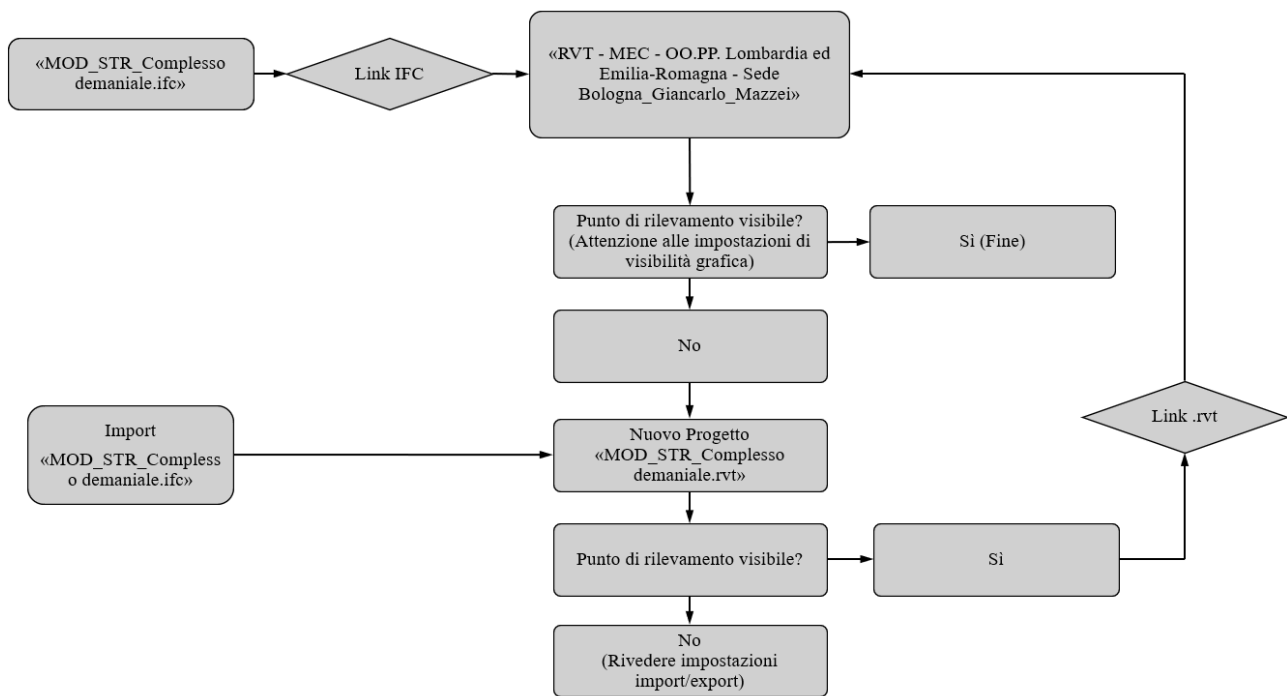 «MOD_STR_Complesso
demaniale.ifc»
Link IFC
«RVT - MEC - OO.PP. Lombardia ed
Emilia-Romagna - Sede
Bologna_Giancarlo_Mazzei»
Punto di rilevamento visibile?
(Attenzione alle impostazioni di
visibilità grafica)
Sì (Fine)
No
Link .rvt
Import
«MOD_STR_Compless
o demaniale.ifc»
Nuovo Progetto
«MOD_STR_Complesso
demaniale.rvt»
Punto di rilevamento visibile?
Sì
No
(Rivedere impostazioni
import/export)